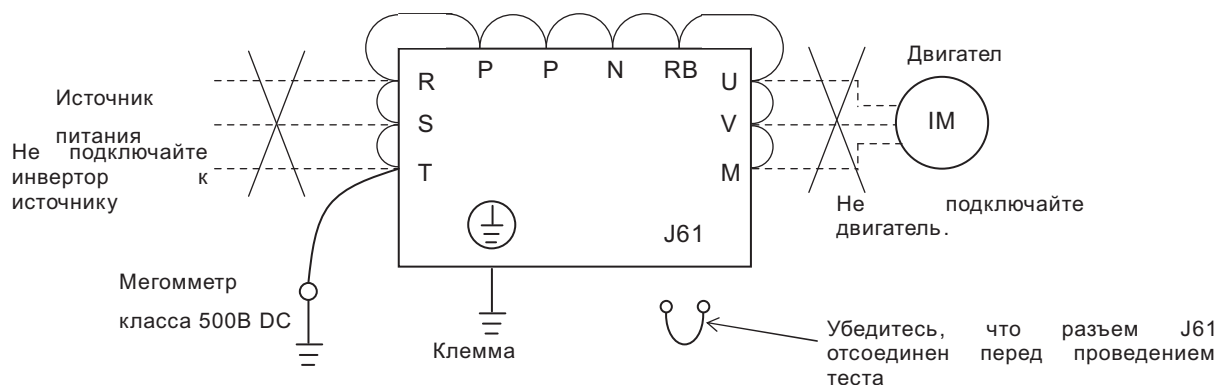 P P N RB
R
S
T
U
V
M
J61
Источник
питания
Не подключайте
инвертор к
источнику
Двигател
IM
Не подключайте
двигатель.
Мегомметр
класса 500В DC
Клемма
Убедитесь, что разъем J61
отсоединен перед проведением
теста